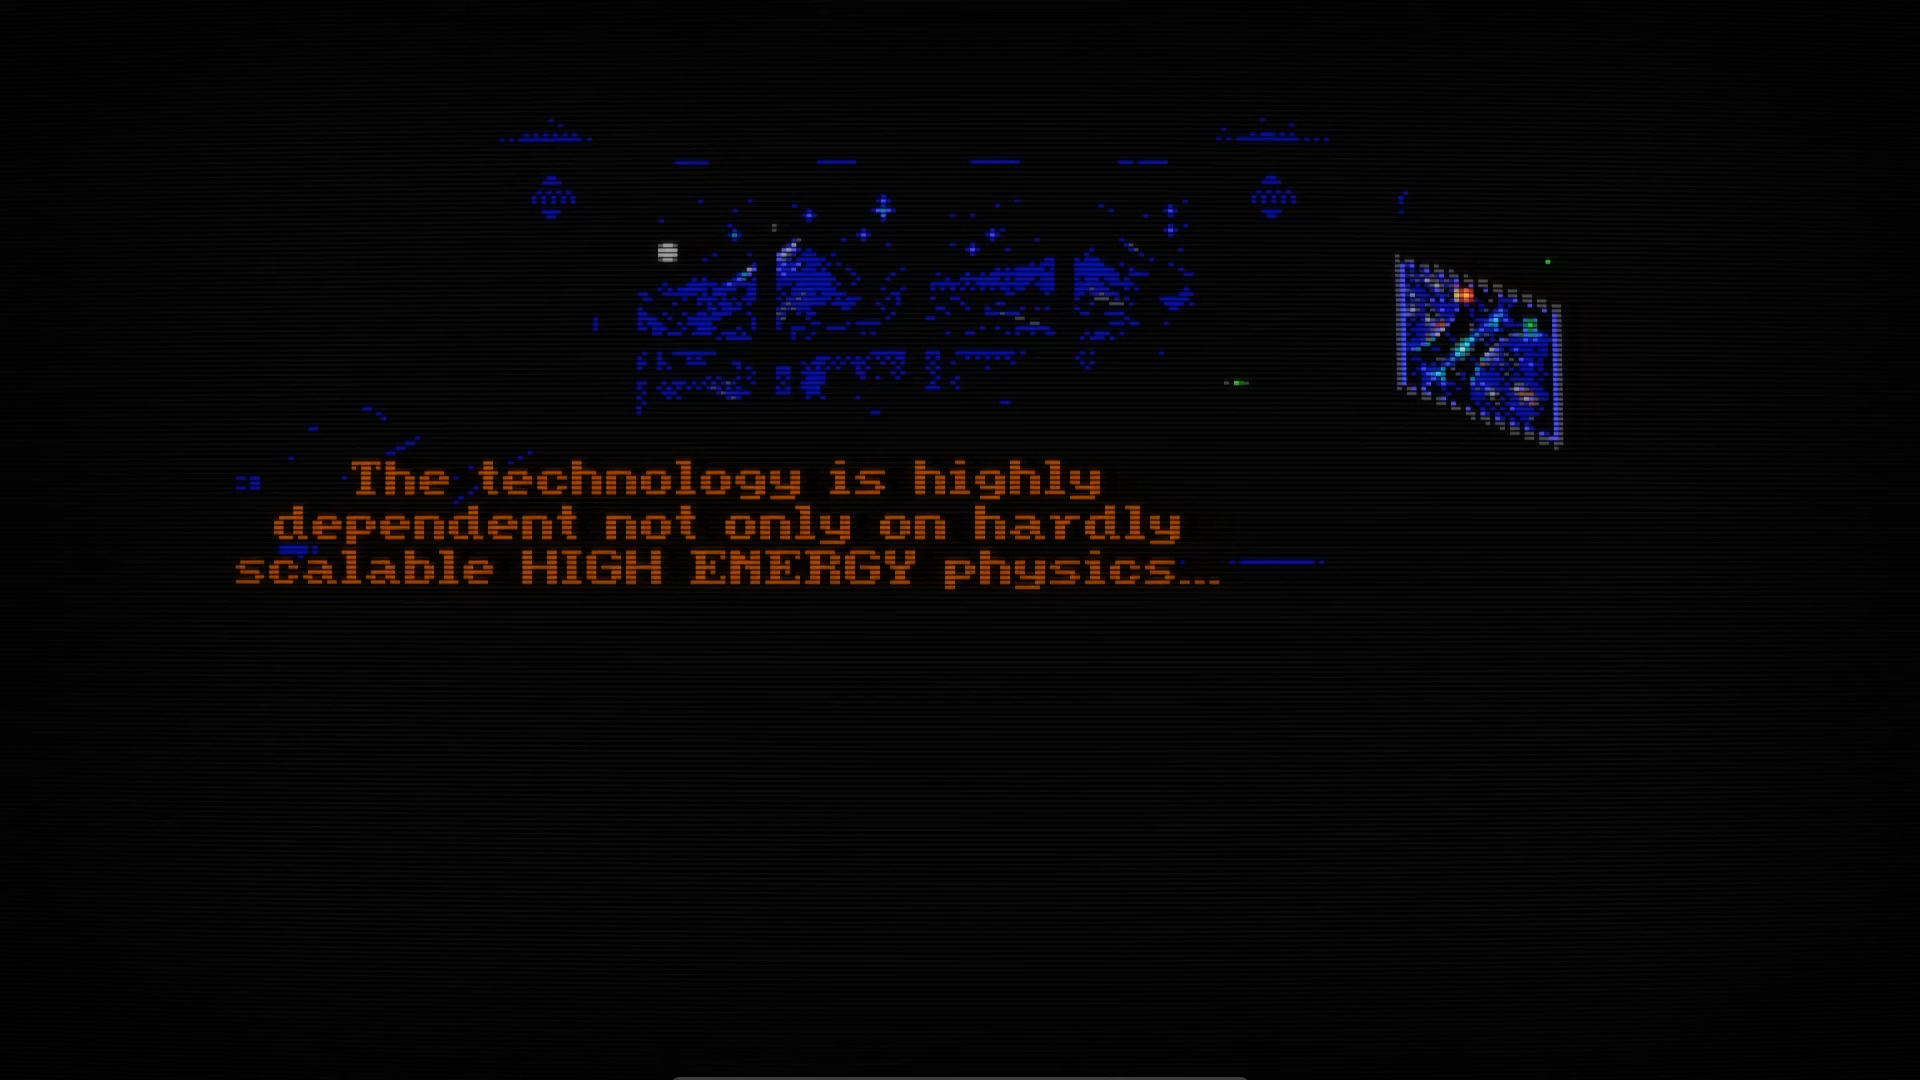 The technology is highly
dependent not only on hardly
scalable HIGH ENERGY physics...